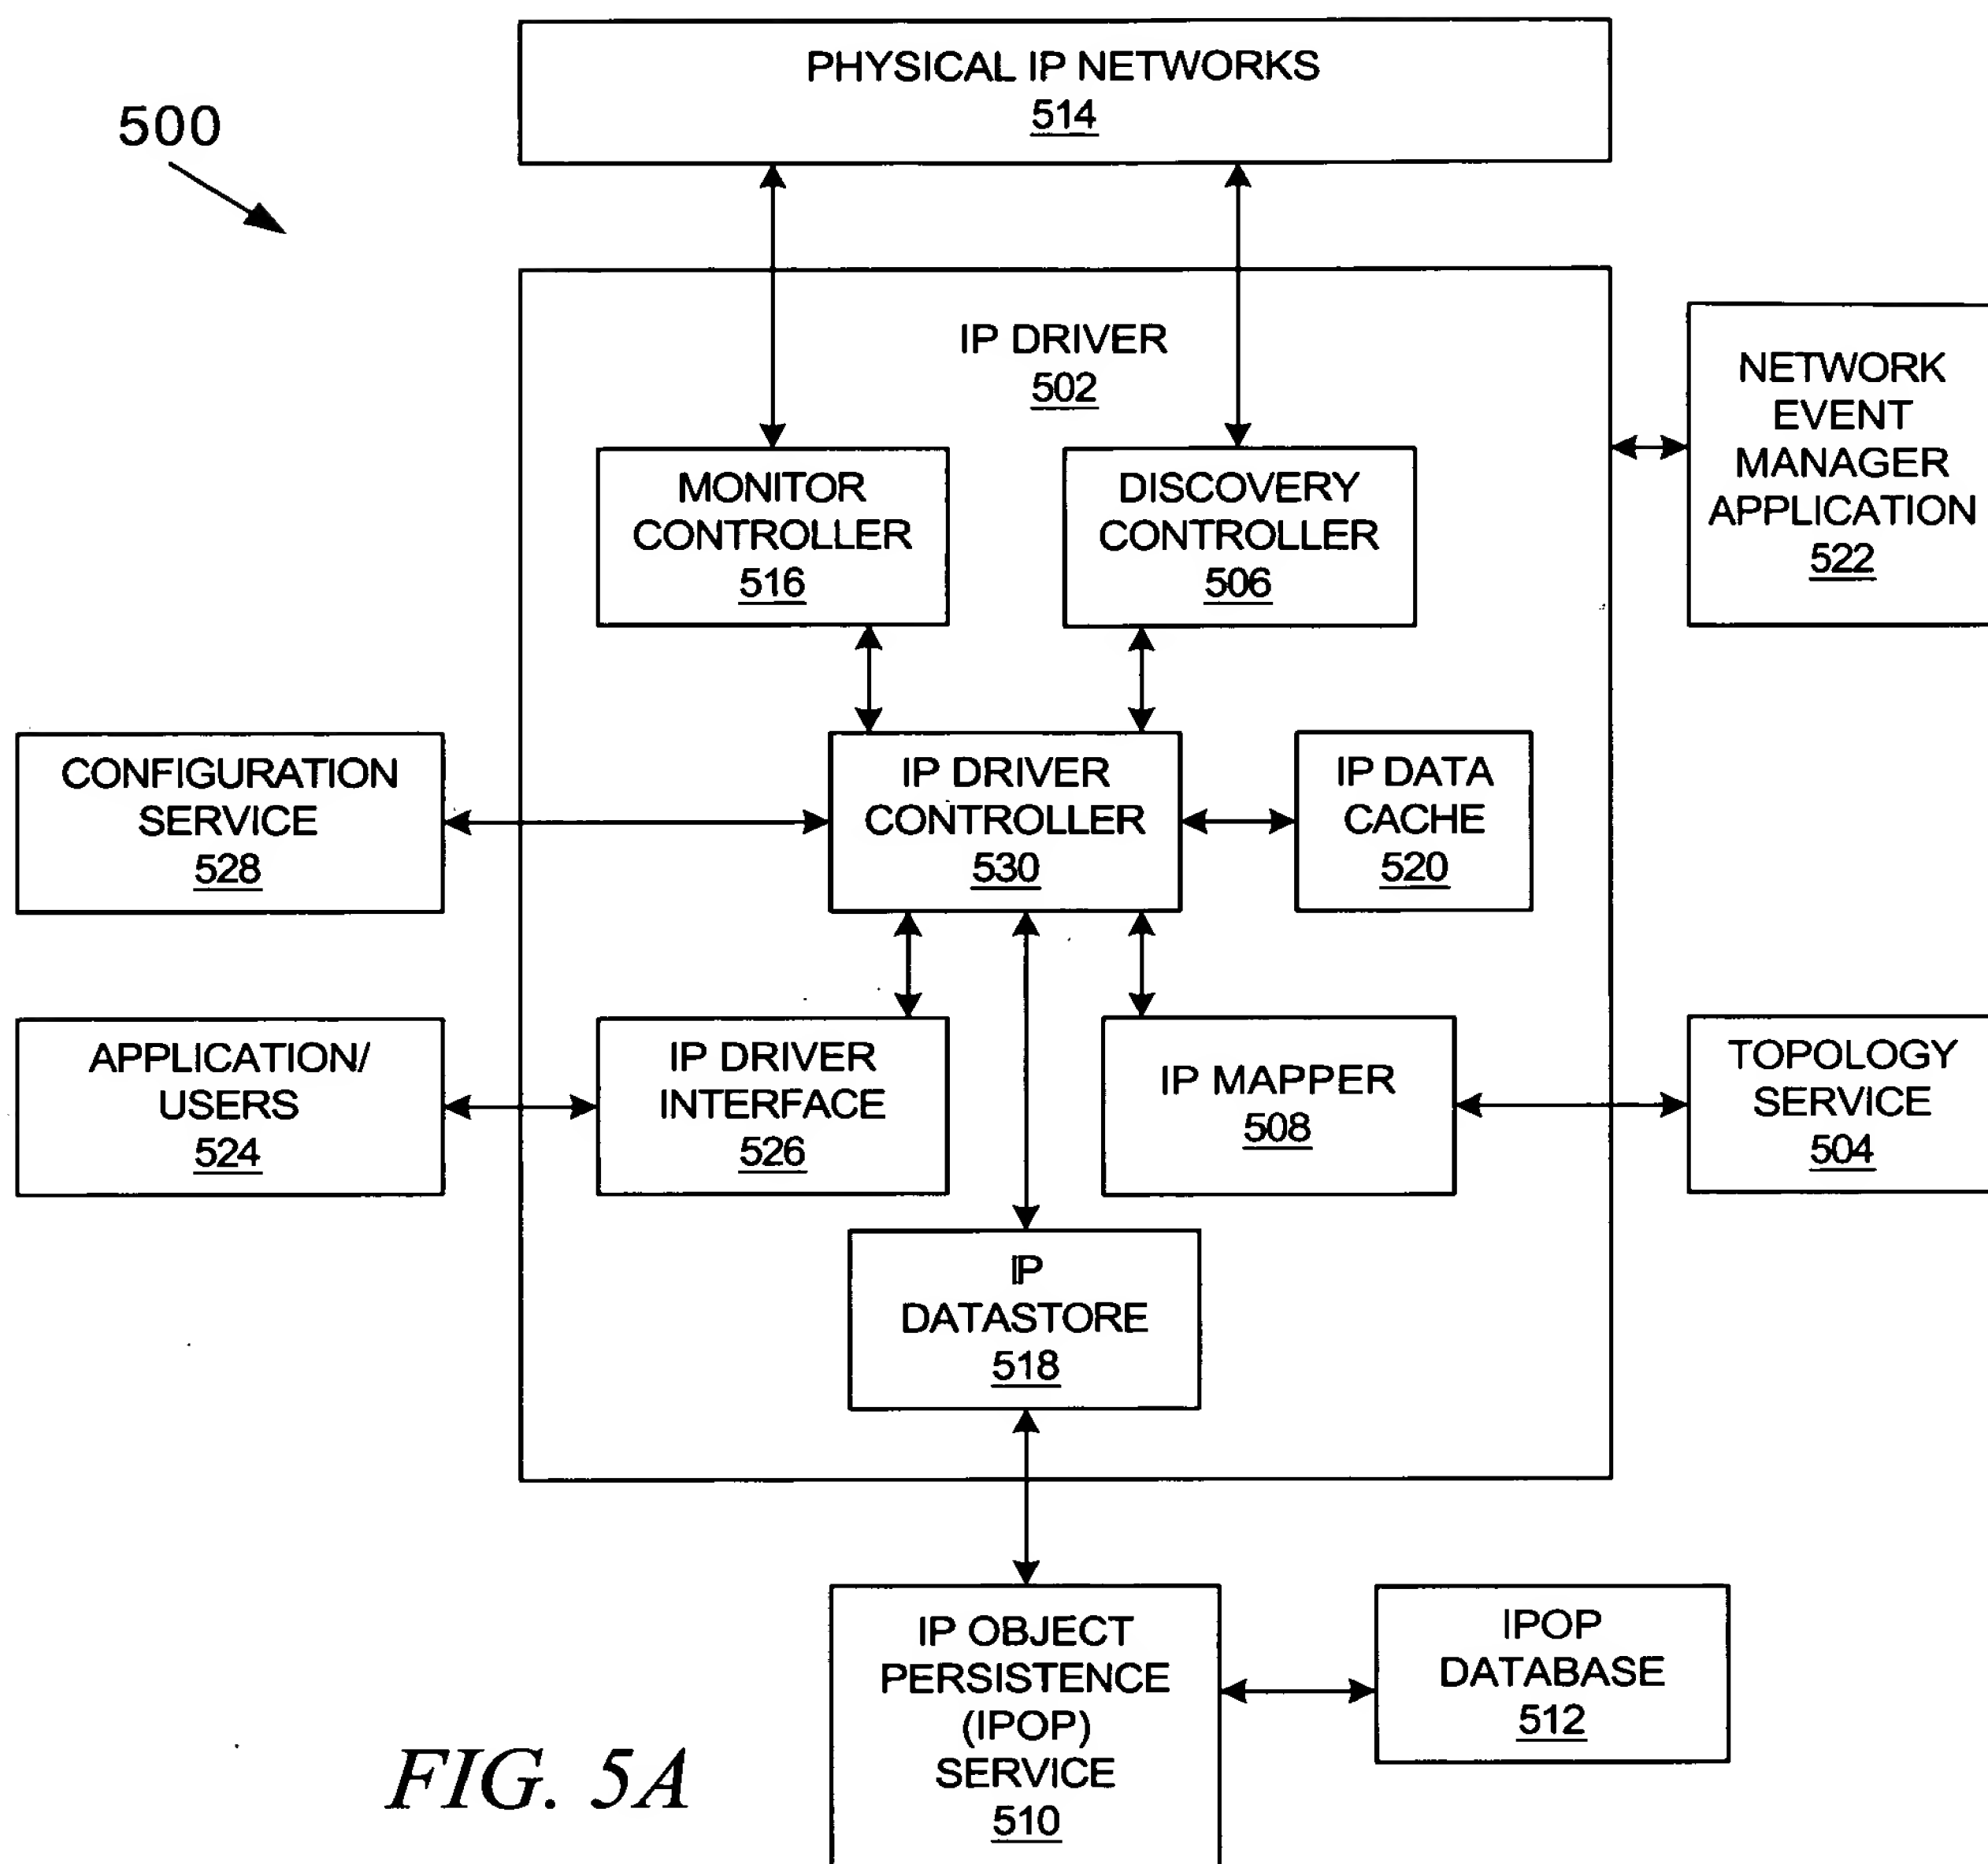 PHYSICAL IP NETWORKS
514
500
IP DRIVER
502
NETWORK
EVENT
MANAGER
APPLICATION
522
MONITOR
CONTROLLER
516
DISCOVERY
CONTROLLER
506
CONFIGURATION
SERVICE
528
IP DRIVER
CONTROLLER
530
IP DATA
CACHE
520
APPLICATION/
USERS
524
IP DRIVER
INTERFACE
526
IP MAPPER
508
TOPOLOGY
SERVICE
504
IP
DATASTORE
518
IP OBJECT
PERSISTENCE
(IPOP)
SERVICE
510
IPOP
DATABASE
512
FIG. 5A